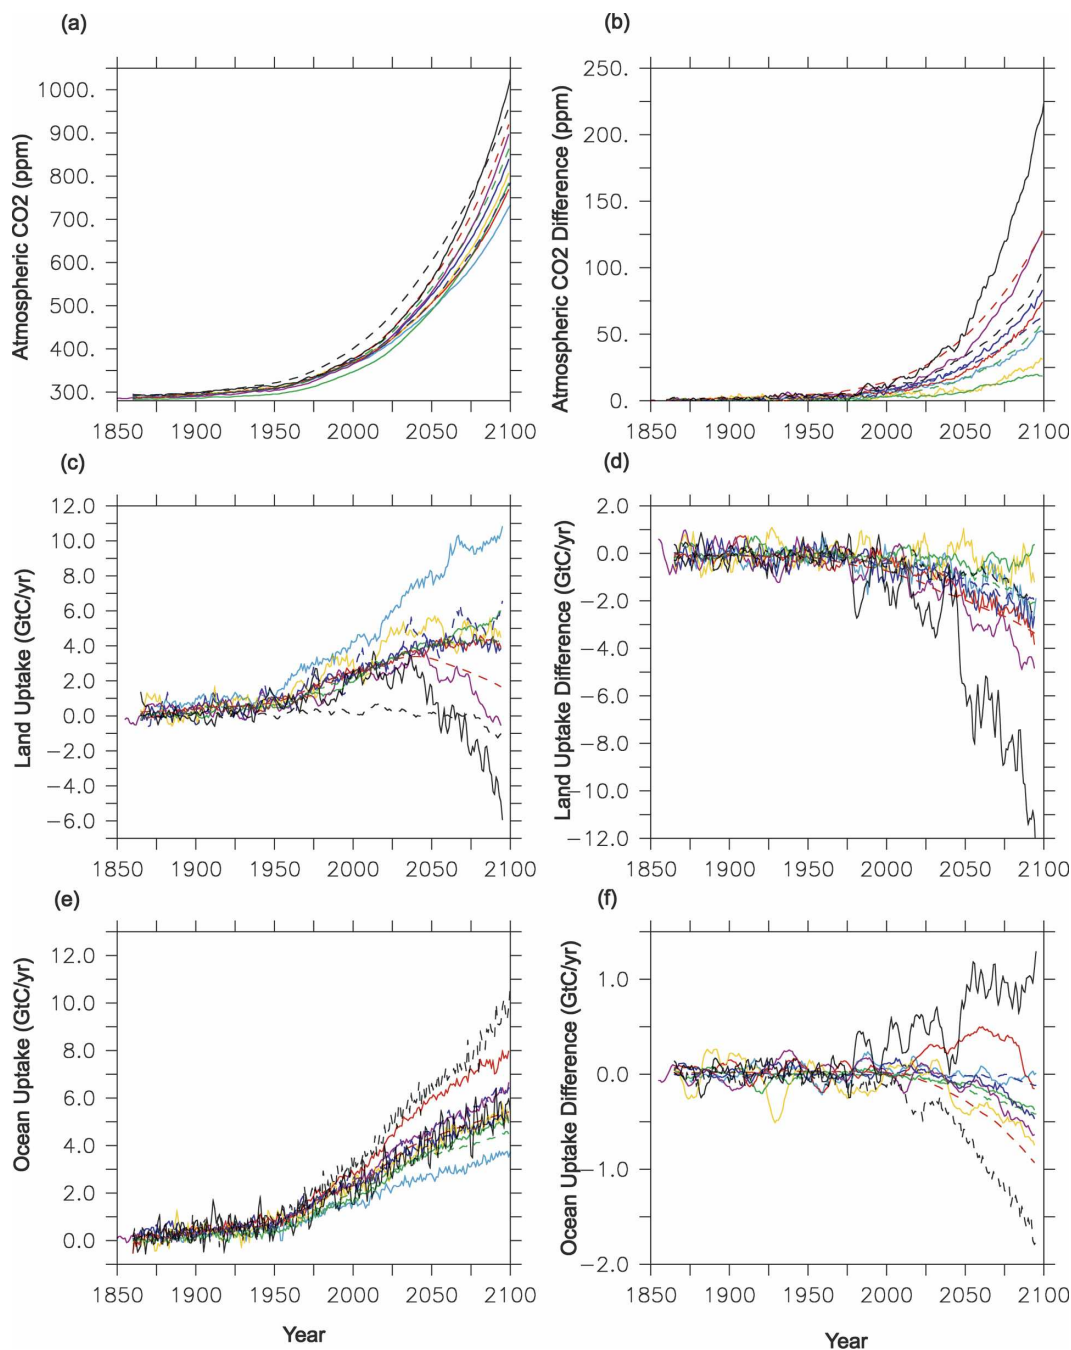 (a)
Atmospheric CO2 (ppm)
1000.
900.
800.
700.
600.
500.
400.
300.
1850 1900 1950 2000 2050 2100
(b)
Atmospheric CO2 Difference (ppm)
250.
200.
150.
100.
50.
0.
1850 1900 1950 2000 2050 2100
(c)
Land Uptake (GtC/yr)
12.0
10.0
8.0
6.0
4.0
2.0
0.0
−2.0
−4.0
−6.0
1850 1900 1950 2000 2050 2100
(d)
Land Uptake Difference (GtC/yr)
2.0
0.0
−2.0
−4.0
−6.0
−8.0
−10.0
−12.0
1850 1900 1950 2000 2050 2100
(e)
Ocean Uptake (GtC/yr)
12.0
10.0
8.0
6.0
4.0
2.0
0.0
1850 1900 1950 2000 2050 2100
Year
(f)
Ocean Uptake Difference (GtC/yr)
1.0
0.0
−1.0
−2.0
1850 1900 1950 2000 2050 2100
Year